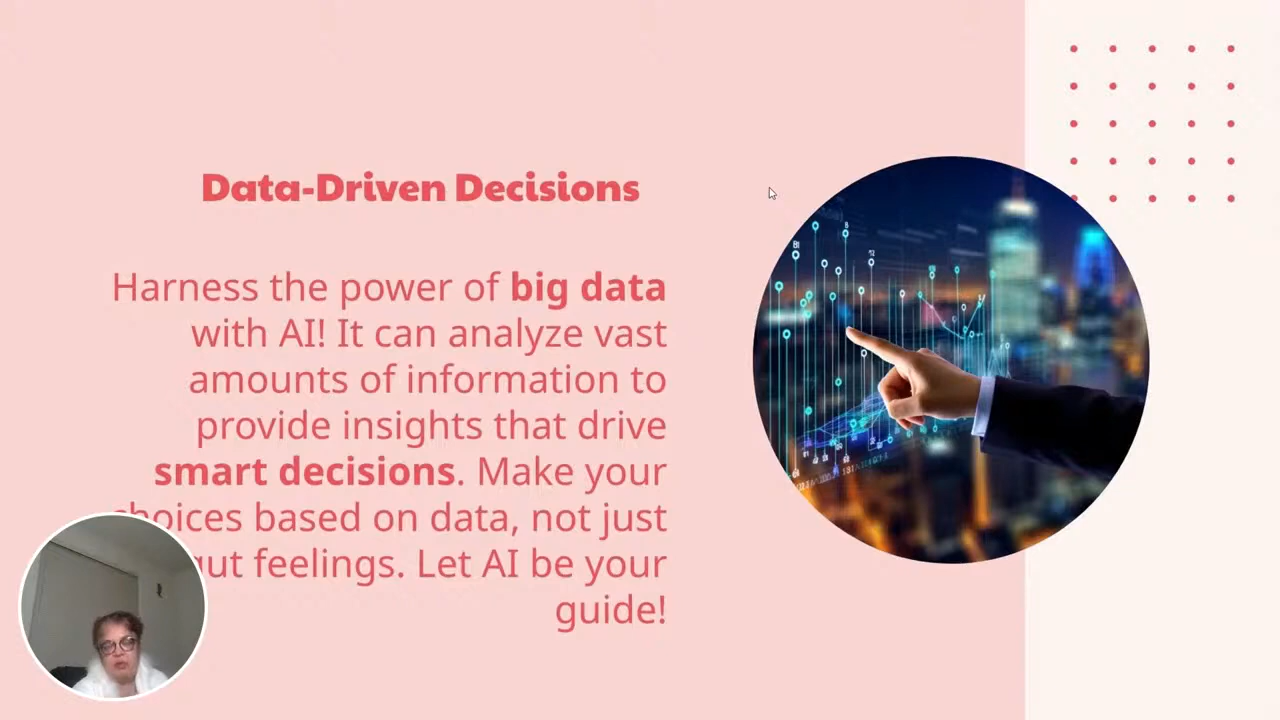 Data-Driven Decisions
Harness the power of big data
with AI! It can analyze vast
amounts of information to
provide insights that drive
smart decisions. Make your
choices based on data, not just
gut feelings. Let AI be your
guide!